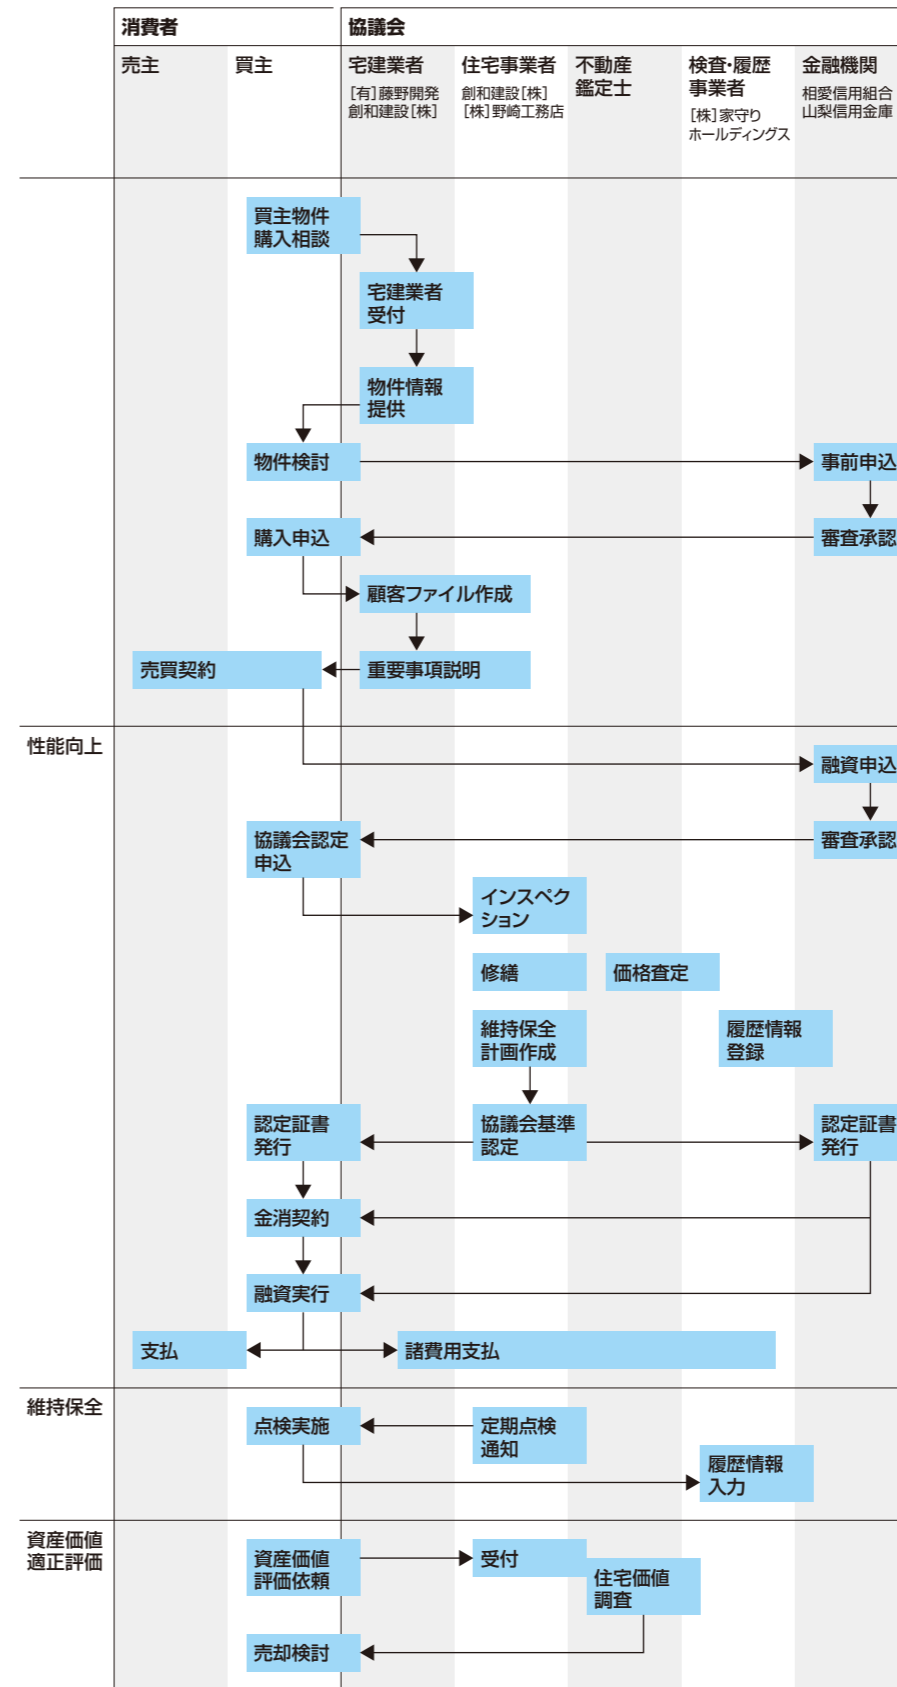 消費者
協議会
売主
買主
宅建業者
［有］藤野開発
創和建設［株］
住宅事業者
創和建設［株］
［株］野崎工務店
不動産
鑑定士
検査・履歴
事業者
［株］家守り
ホールディングス
金融機関
相愛信用組合
山梨信用金庫
買主物件
購入相談
宅建業者
受付
物件情報
提供
物件検討
事前申込
購入申込
審査承認
顧客ファイル作成
売買契約
重要事項説明
性能向上
融資申込
協議会認定
申込
審査承認
インスペク
ション
修繕
価格査定
維持保全
計画作成
履歴情報
登録
認定証書
発行
協議会基準
認定
認定証書
発行
金消契約
融資実行
支払
諸費用支払
維持保全
点検実施
定期点検
通知
履歴情報
入力
資産価値
適正評価
資産価値
評価依頼
受付
住宅価値
調査
売却検討